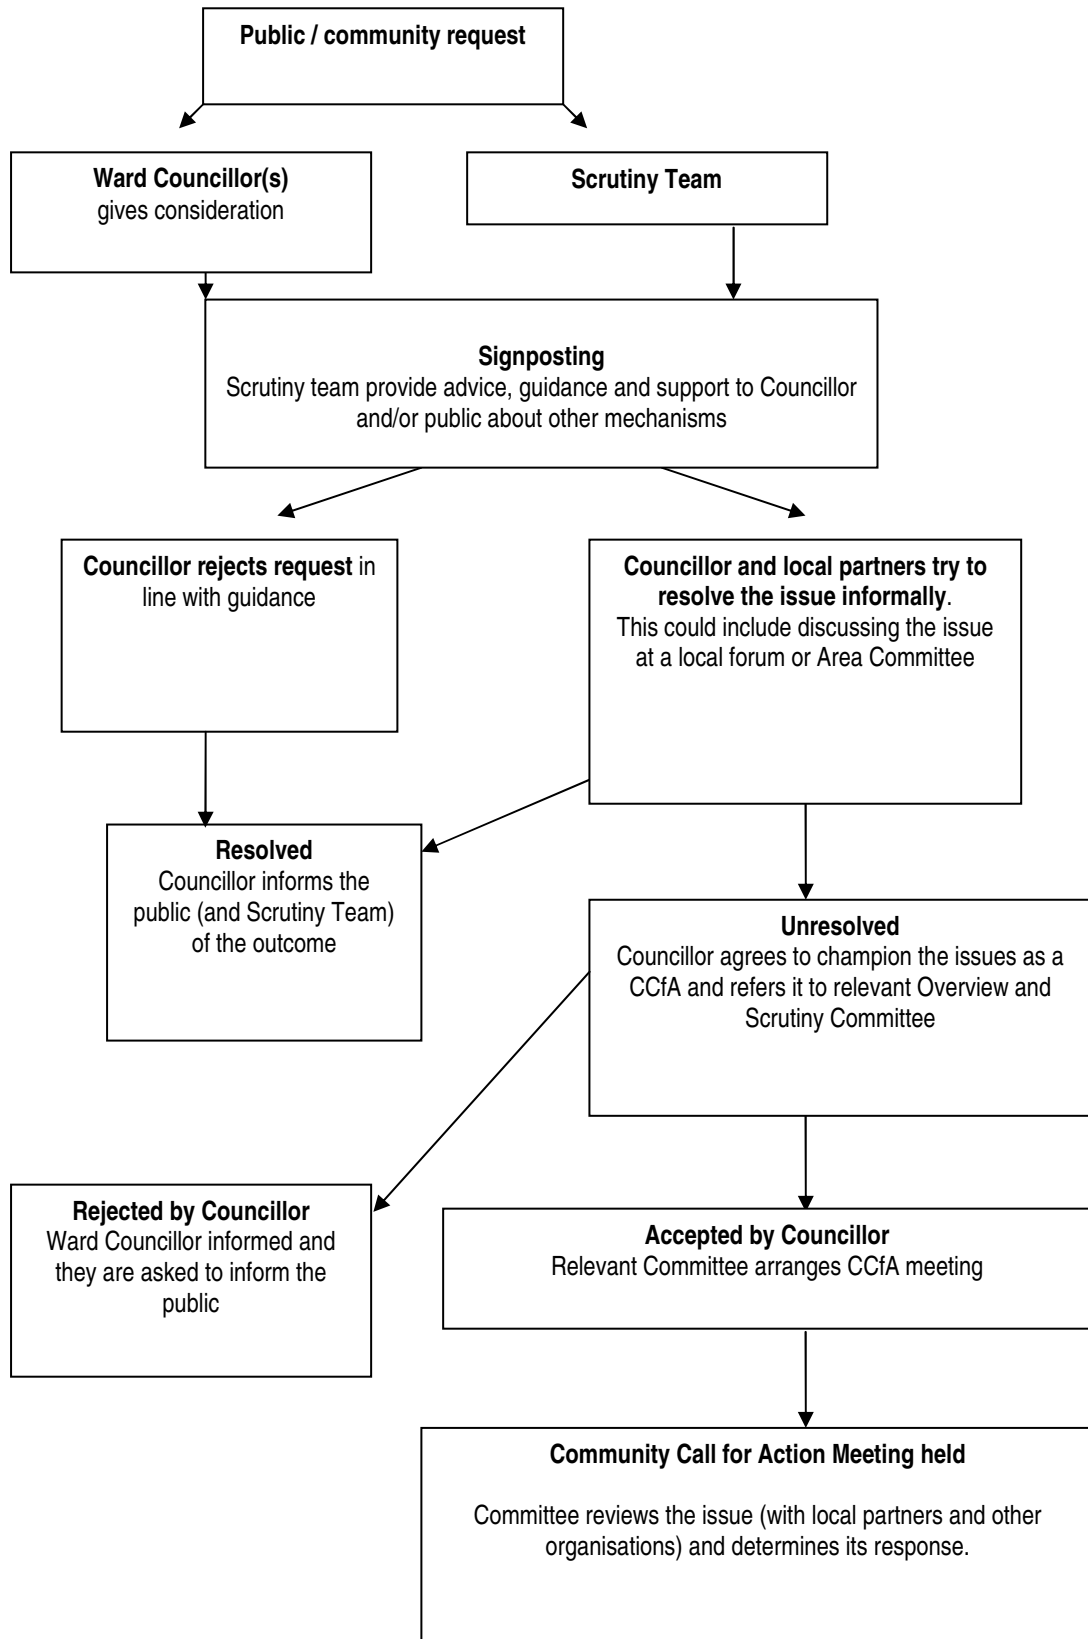 Public / community request
Ward Councillor(s)
gives consideration
Scrutiny Team
Signposting
Scrutiny team provide advice, guidance and support to Councillor
and/or public about other mechanisms
Councillor rejects request in
line with guidance
Councillor and local partners try to
resolve the issue informally.
This could include discussing the issue
at a local forum or Area Committee
Resolved
Councillor informs the
public (and Scrutiny Team)
of the outcome
Unresolved
Councillor agrees to champion the issues as a
CCfA and refers it to relevant Overview and
Scrutiny Committee
Rejected by Councillor
Ward Councillor informed and
they are asked to inform the
public
Accepted by Councillor
Relevant Committee arranges CCfA meeting
Community Call for Action Meeting held
Committee reviews the issue (with local partners and other
organisations) and determines its response.